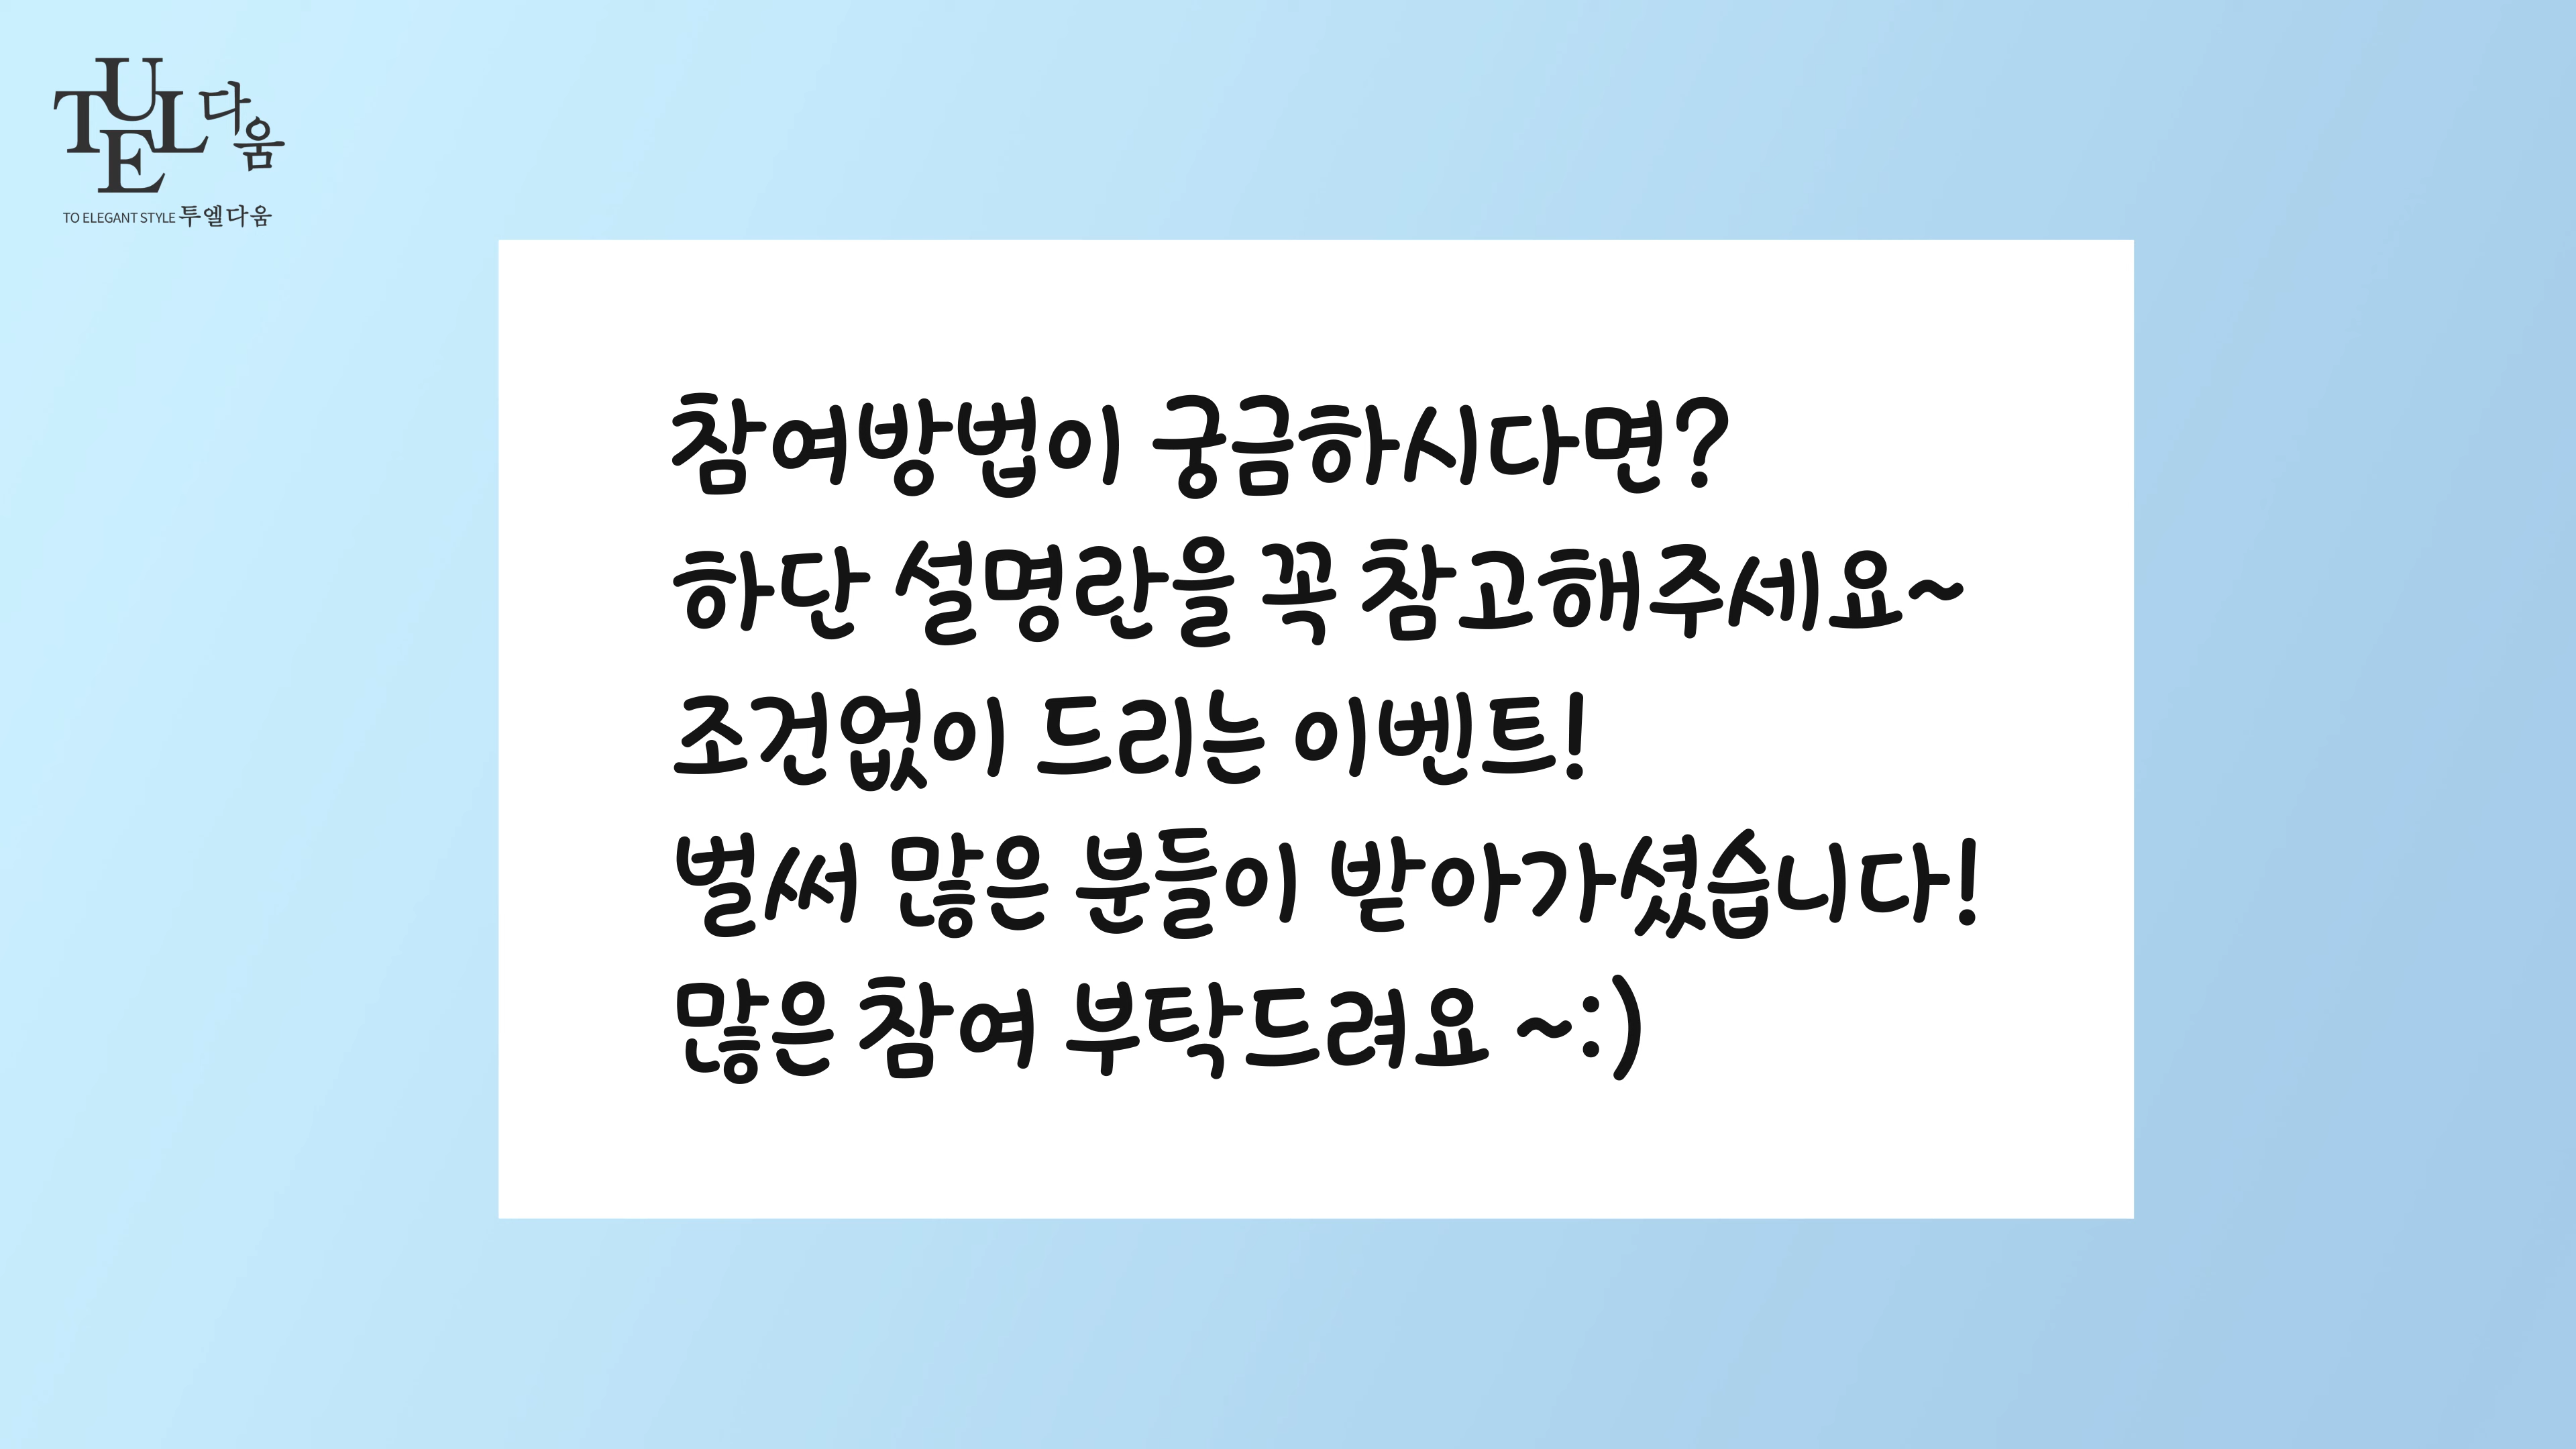 TUEL다움
TO ELEGANT STYLE 투엘다움
참여방법이 궁금하시다면?
하단 설명란을 꼭 참고해주세요~
조건없이 드리는 이벤트!
벌써 많은 분들이 받아가셨습니다!
많은 참여 부탁드려요 ~:)